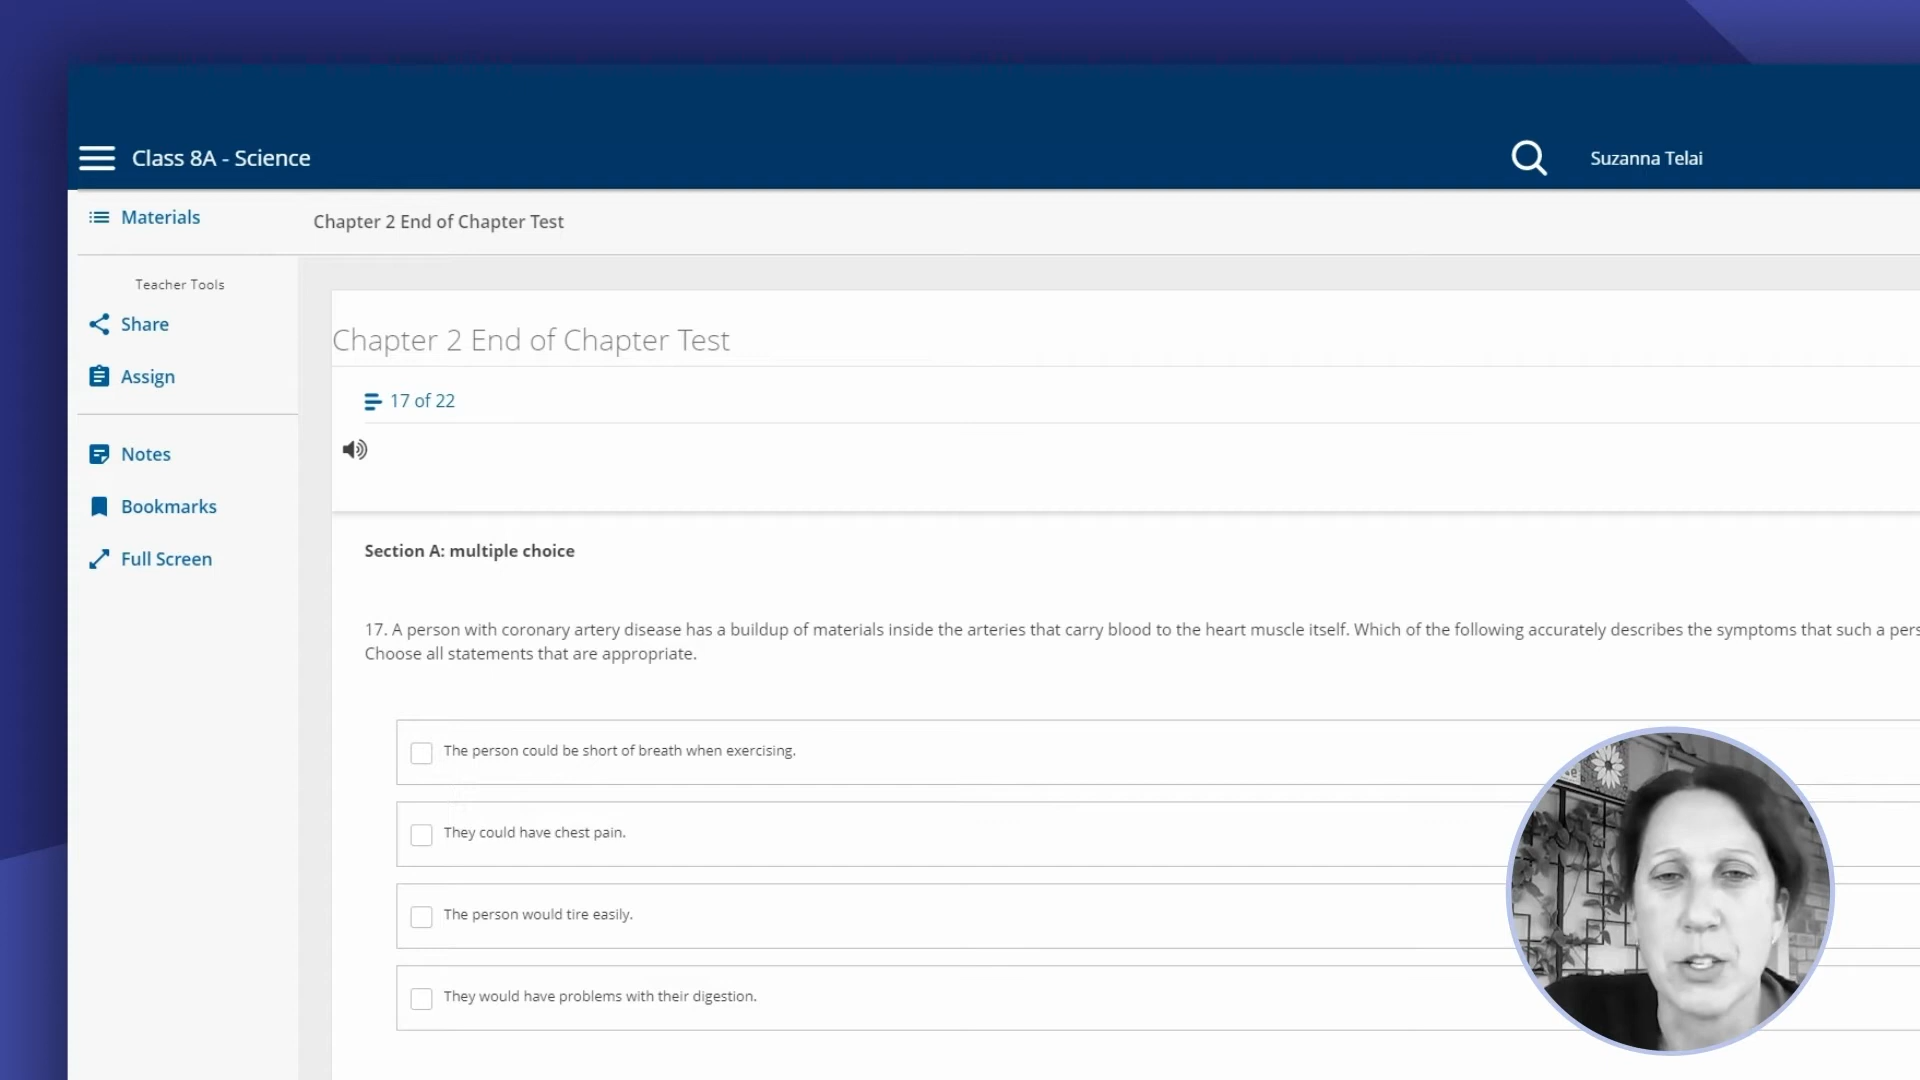 Class 8A - Science
Suzanna Telai
Materials
Chapter 2 End of Chapter Test
Teacher Tools
Share
Assign
Notes
Bookmarks
Full Screen
Chapter 2 End of Chapter Test
17 of 22
Section A: multiple choice
17. A person with coronary artery disease has a buildup of materials inside the arteries that carry blood to the heart muscle itself. Which of the following accurately describes the symptoms that such a
Choose all statements that are appropriate.
The person could be short of breath when exercising.
They could have chest pain.
The person would tire easily.
They would have problems with their digestion.